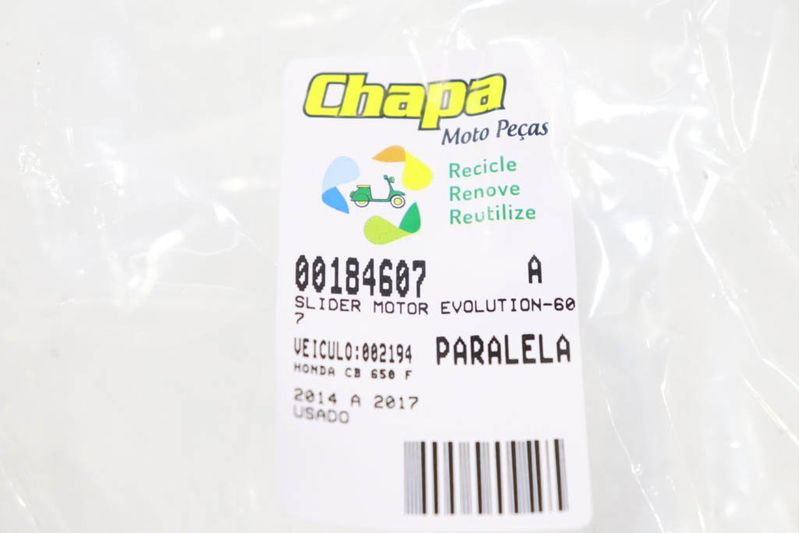 Chapa
Moto Peças
Recicle
Renove
Reutilize
00184607 A
SLIDER MOTOR EVOLUTION-60
7
VEICULO:002194 PARALELA
HONDA CB 650 F
2014 A 2017
USADO